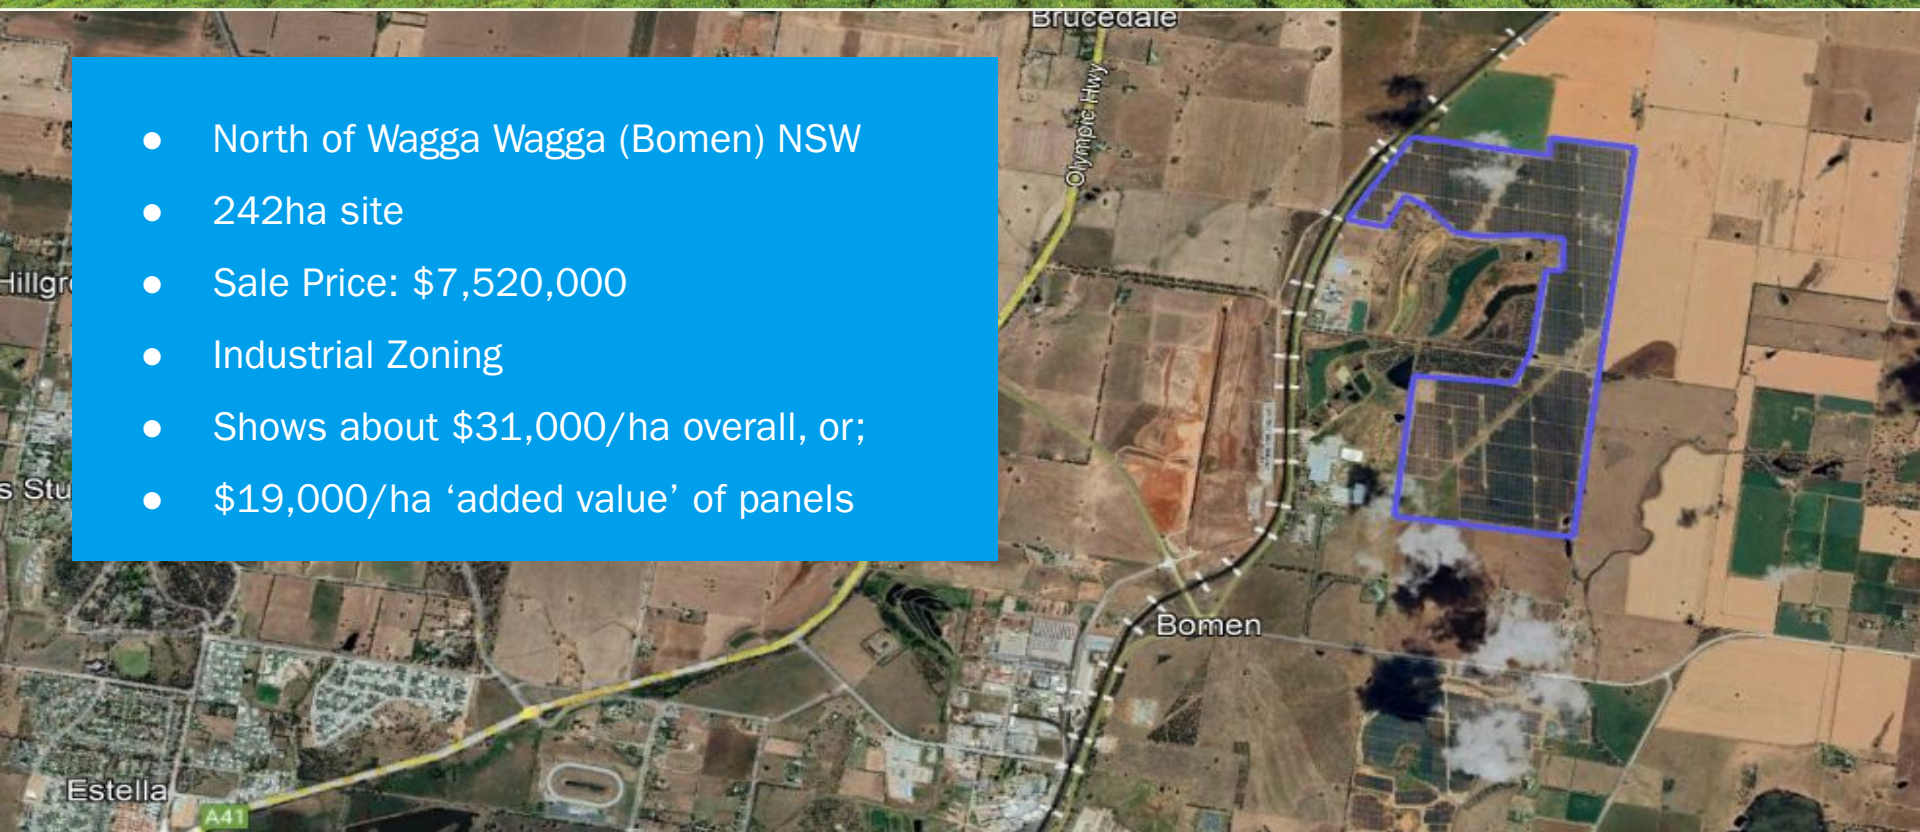 Brucedale
Olympic Hwy
● North of Wagga Wagga (Bomen) NSW
● 242ha site
● Sale Price: $7,520,000
● Industrial Zoning
● Shows about $31,000/ha overall, or;
● $19,000/ha ‘added value’ of panels
Bomen
Estella
A41